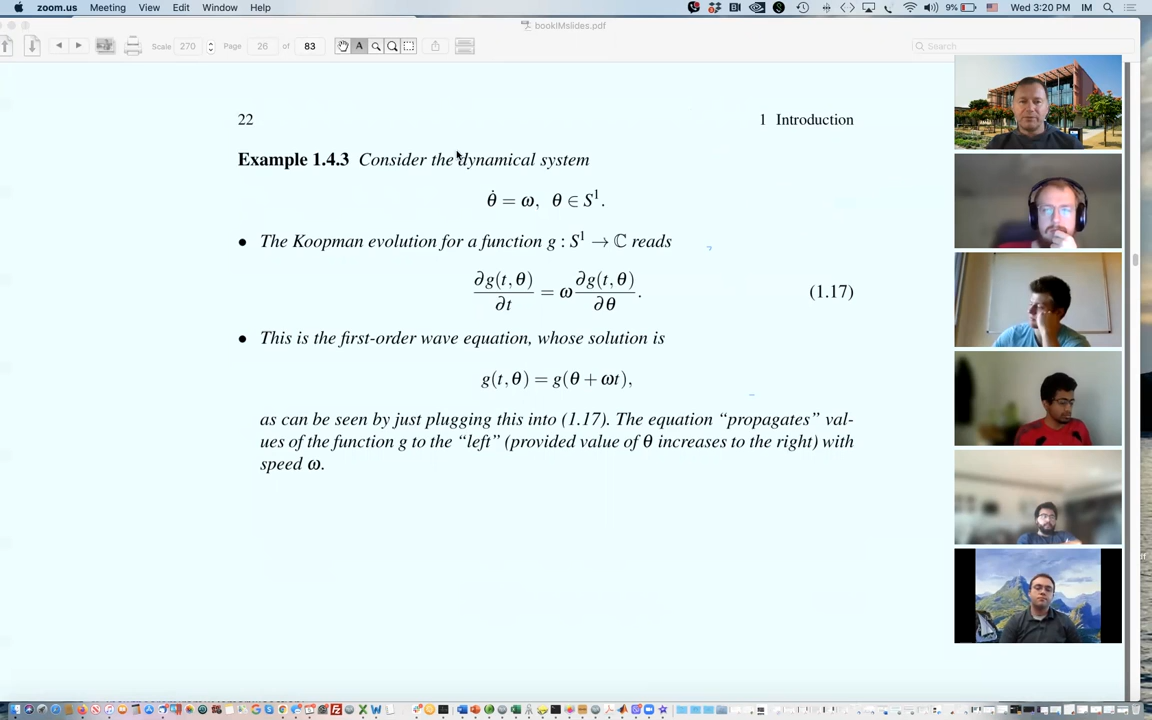 zoom.us Meeting View Edit Window Help 9% Wed 3:20 PM IM
bookIMslides.pdf
Scale 270 Page 26 of 83 A Search
22 1 Introduction
Example 1.4.3 Consider the dynamical system
θ̇ = ω, θ ∈ S¹.
• The Koopman evolution for a function g : S¹ → ℂ reads
∂g(t,θ)/∂t = ω ∂g(t,θ)/∂θ. (1.17)
• This is the first-order wave equation, whose solution is
g(t,θ) = g(θ + ωt),
as can be seen by just plugging this into (1.17). The equation “propagates” val-
ues of the function g to the “left” (provided value of θ increases to the right) with
speed ω.